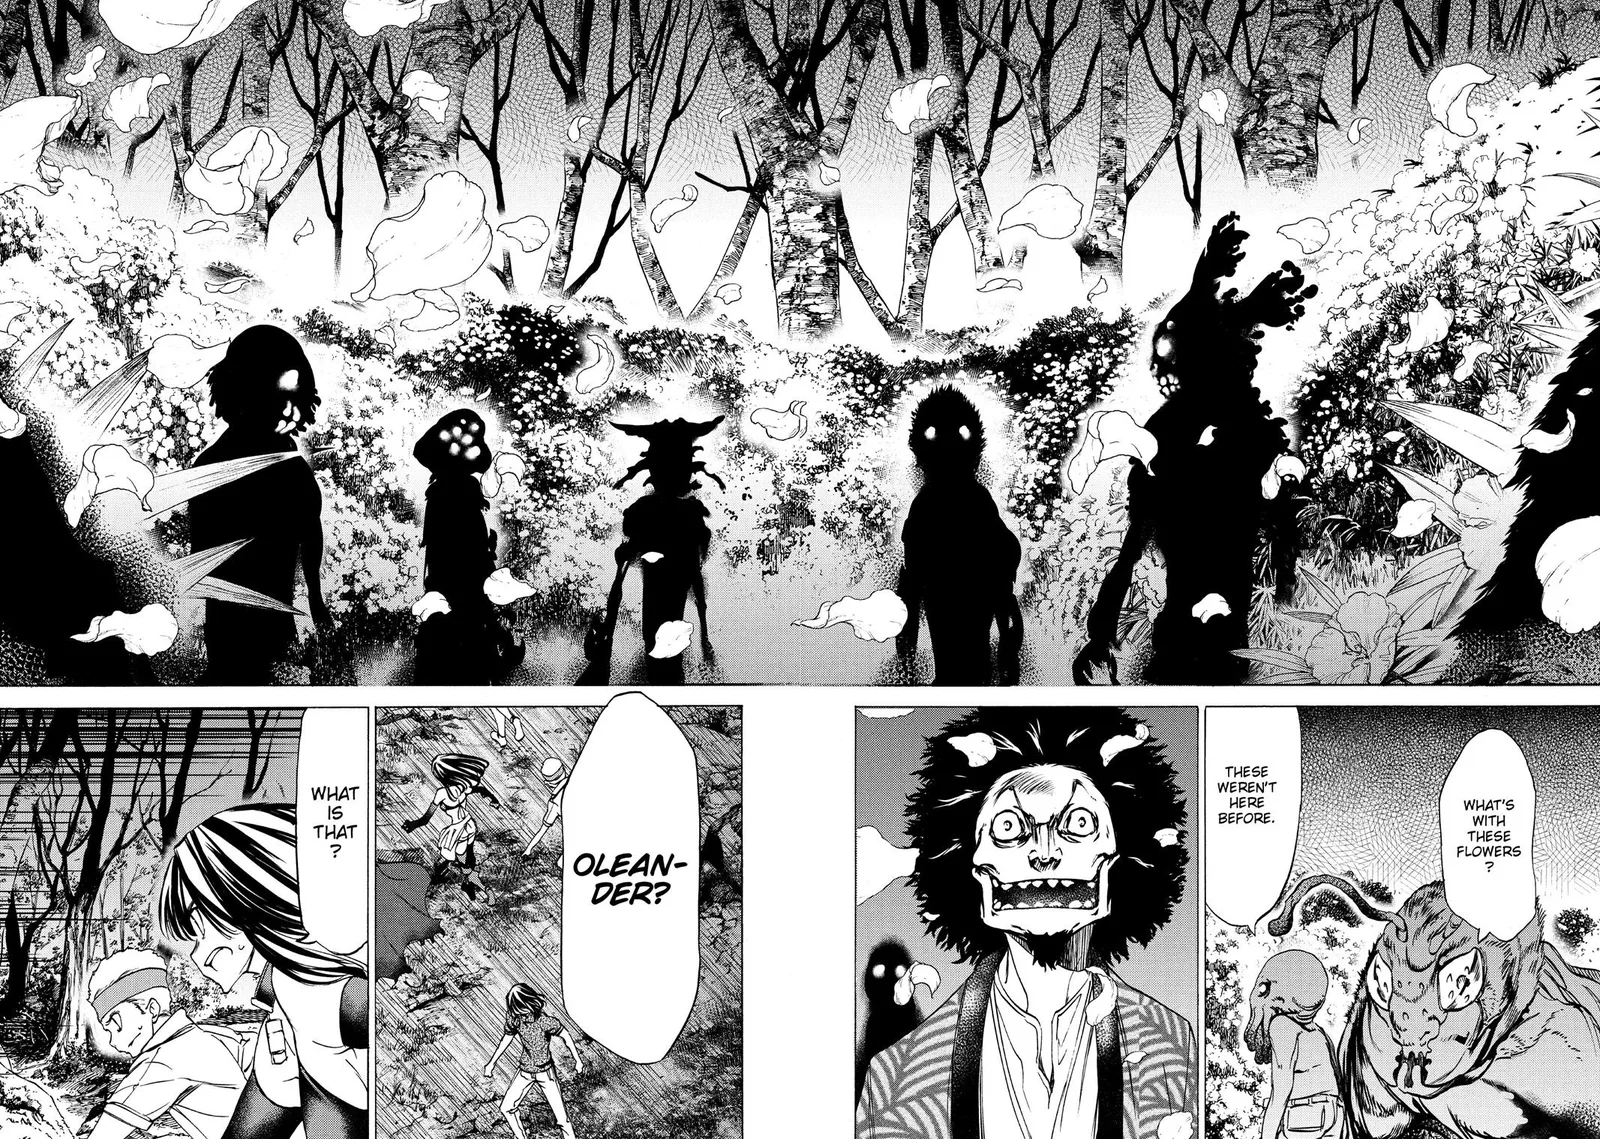 WHAT'S
WITH
THESE
FLOWERS
?
THESE
WEREN'T
HERE
BEFORE.
OLEAN-
DER?
WHAT
IS
THAT
?